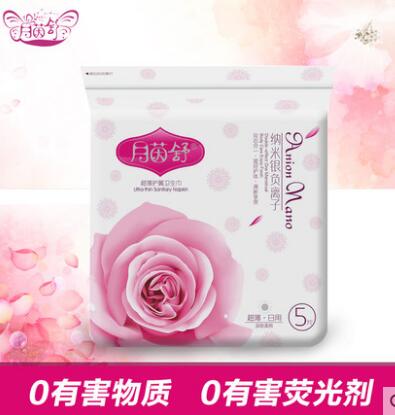 月茵舒
月茵舒
超薄护翼卫生巾
Ultra-thin Sanitary Napkin
Anion Nano
纳米银负离子
超薄·日用
5片
0有害物质 0有害荧光剂